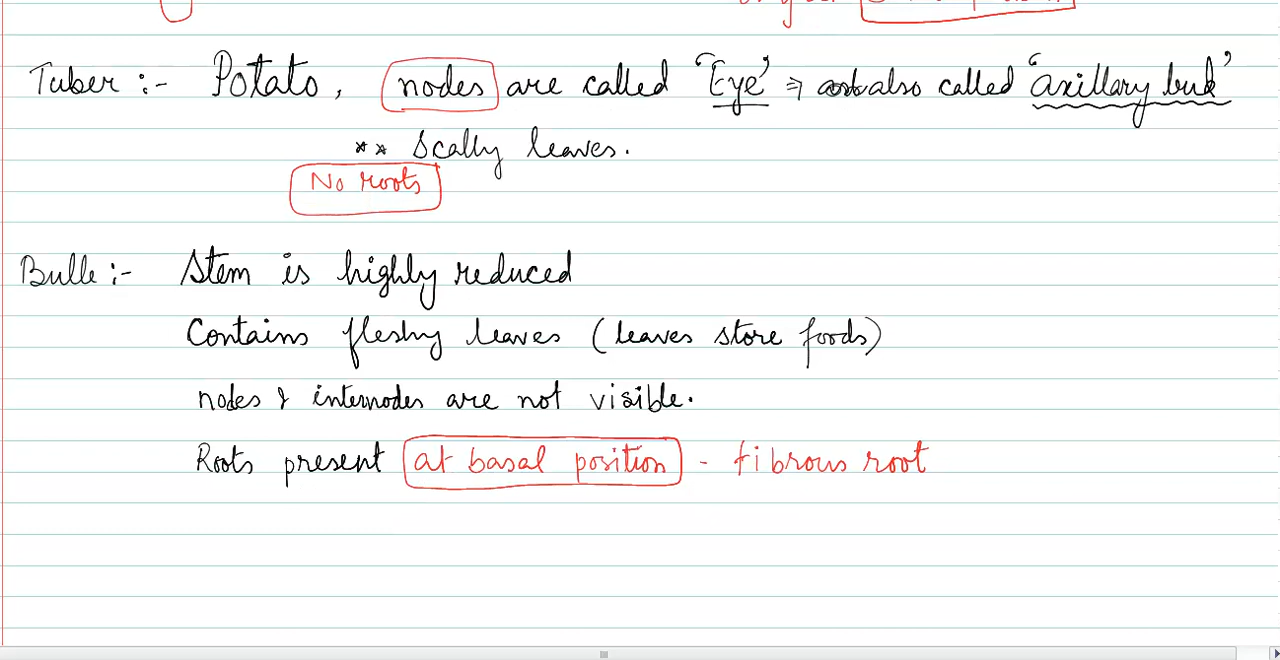 Tuber :- Potato, nodes are called 'Eye' ⇒ also called 'axillary bud'
** Scally leaves.
No roots
Bulb :- Stem is highly reduced
Contains fleshy leaves (leaves store foods)
nodes & internodes are not visible.
Roots present at basal position - fibrous root